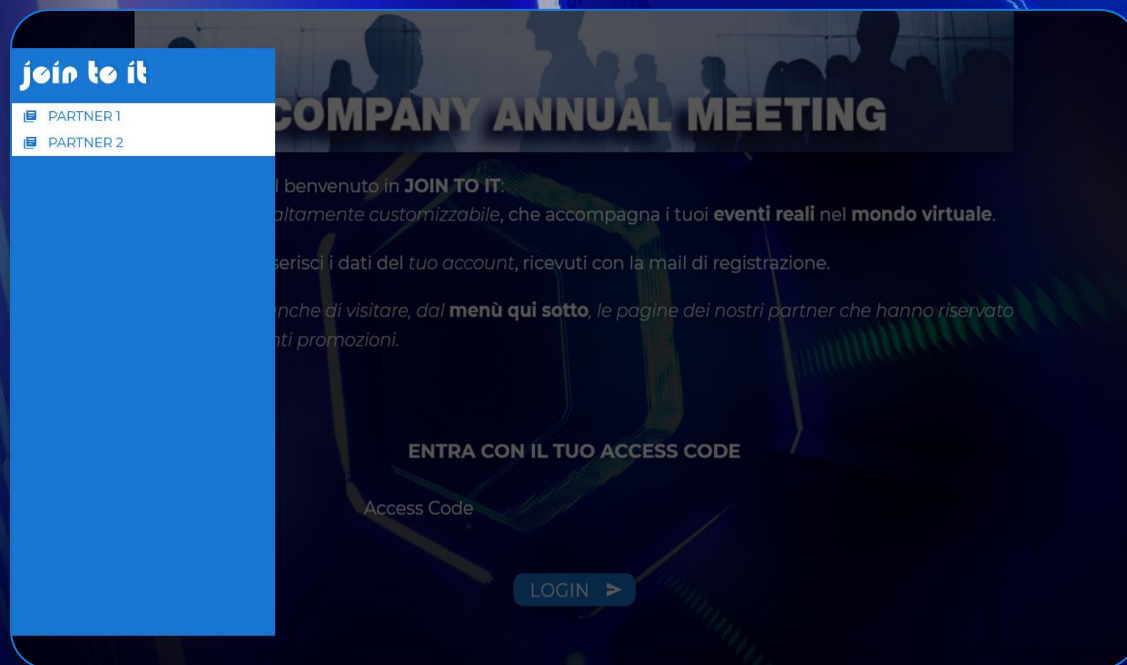 join to it
PARTNER 1
PARTNER 2
COMPANY ANNUAL MEETING
benvenuto in JOIN TO IT:
altamente customizzabile, che accompagna i tuoi eventi reali nel mondo virtuale.
i dati del tuo account, ricevuti con la mail di registrazione.
di visitare, dal menù qui sotto, le pagine dei nostri partner che hanno riservato
promozioni.
ENTRA CON IL TUO ACCESS CODE
Access Code
LOGIN